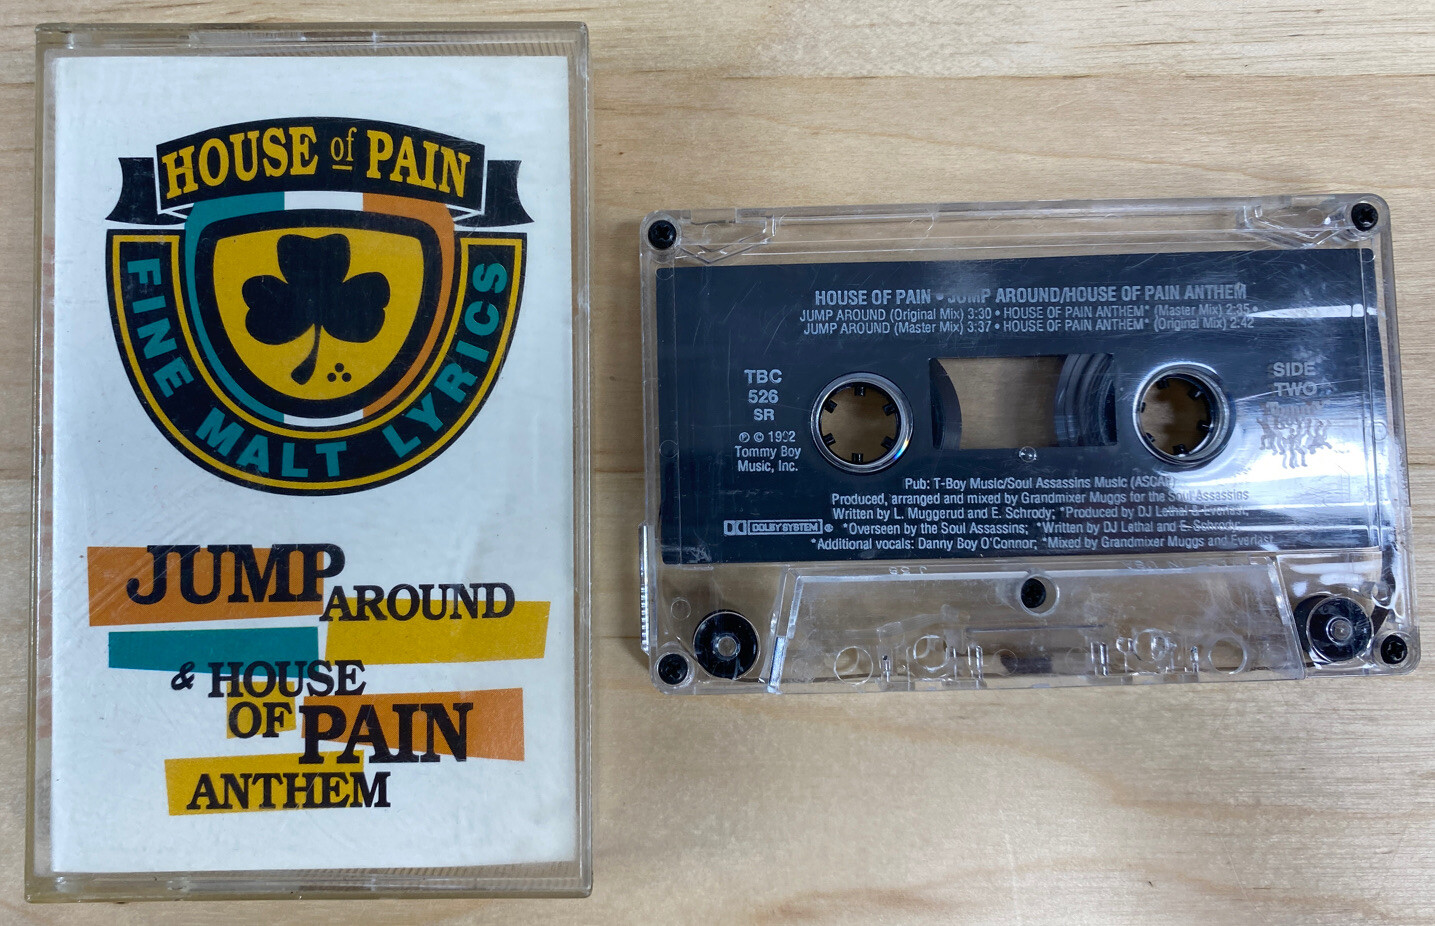 HOUSE of PAIN
FINE MALT LYRICS
JUMP
AROUND
& HOUSE
OF PAIN
ANTHEM
HOUSE OF PAIN • JUMP AROUND/HOUSE OF PAIN ANTHEM
JUMP AROUND (Original Mix) 3:30 • HOUSE OF PAIN ANTHEM* (Master Mix) 2:35 •
JUMP AROUND (Master Mix) 3:37 • HOUSE OF PAIN ANTHEM* (Original Mix) 2:42
TBC
526
SR
℗ © 1992
Tommy Boy
Music, Inc.
SIDE
TWO
Pub: T-Boy Music/Soul Assassins Music (ASCAP)
Produced, arranged and mixed by Grandmixer Muggs for the Soul Assassins
Written by L. Muggerud and E. Schrody; *Produced by DJ Lethal & Everlast;
DOLBY SYSTEM ® *Overseen by the Soul Assassins; *Written by DJ Lethal and E. Schrody;
*Additional vocals: Danny Boy O'Connor; *Mixed by Grandmixer Muggs and Everlast